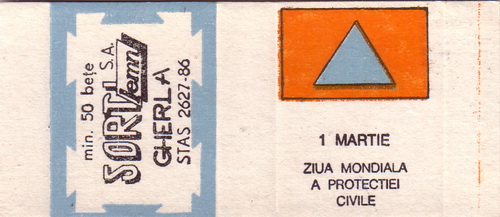 min. 50 bețe
SORTI lemn S.A.
GHERLA
STAS 2627-86
1 MARTIE
ZIUA MONDIALA
A PROTECTIEI
CIVILE